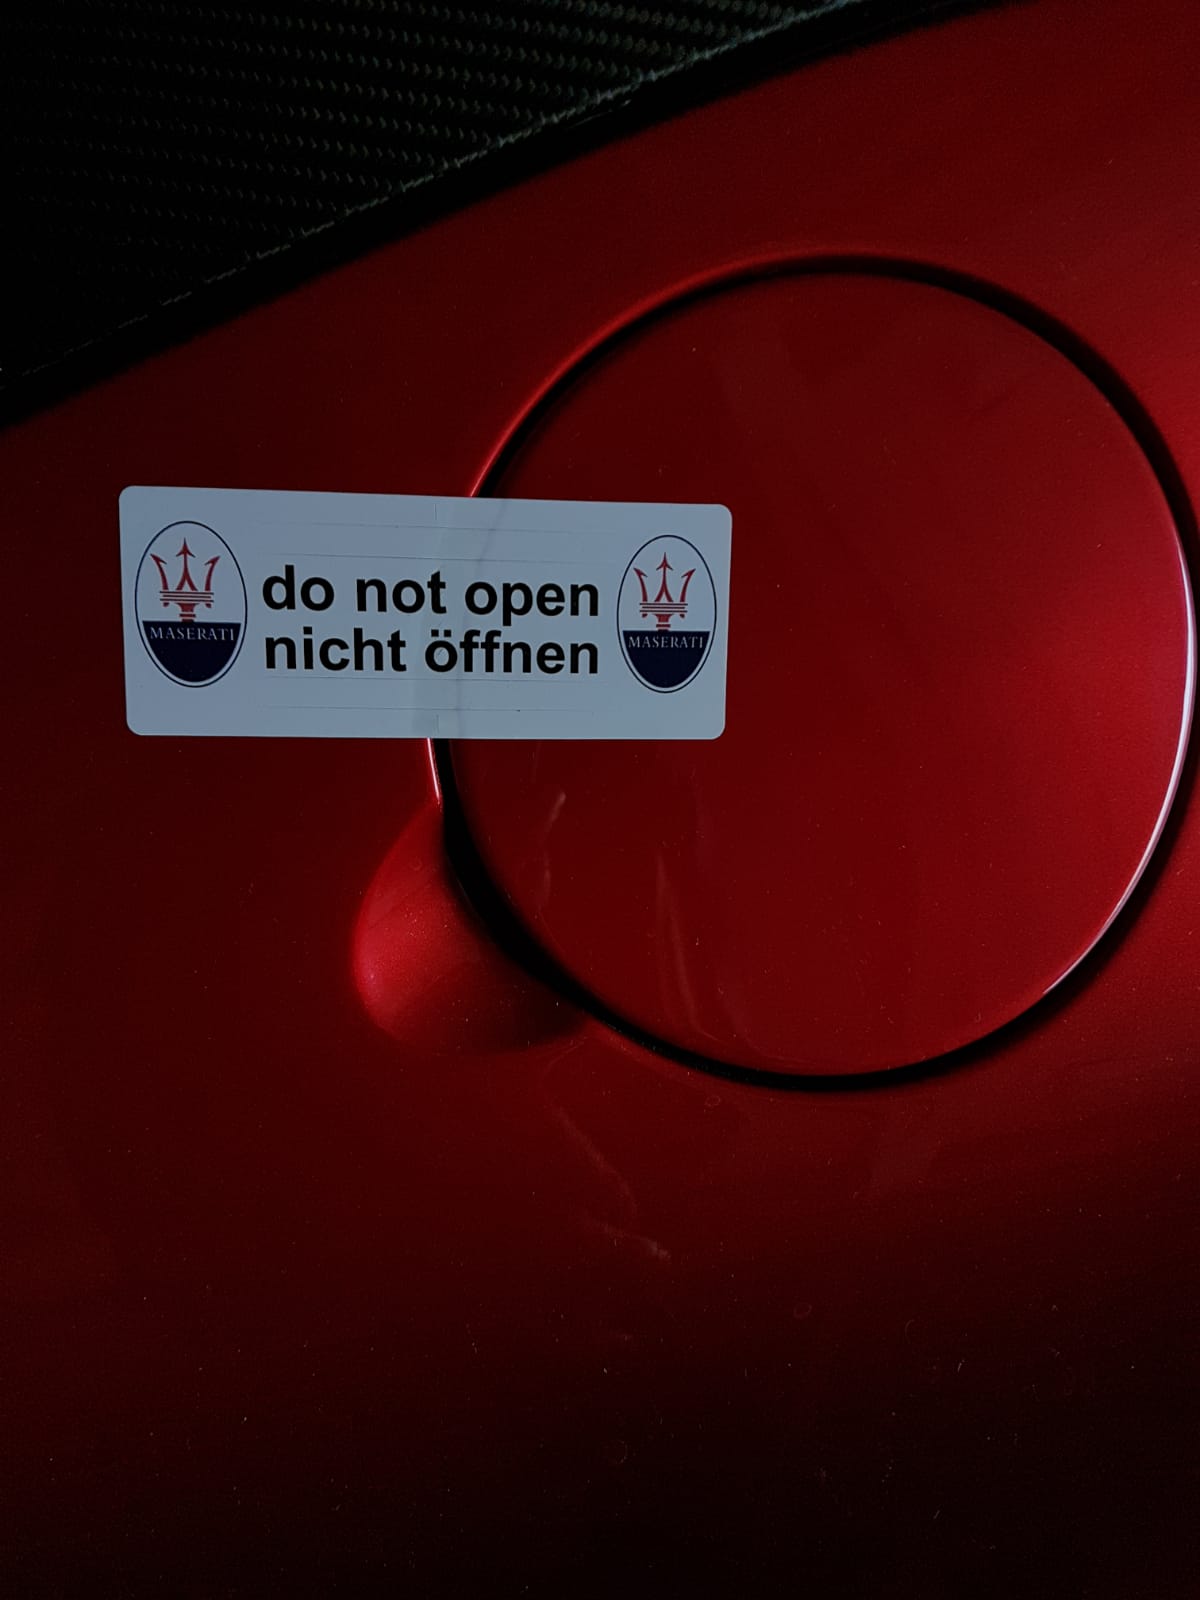 MASERATI
do not open
nicht öffnen
MASERATI